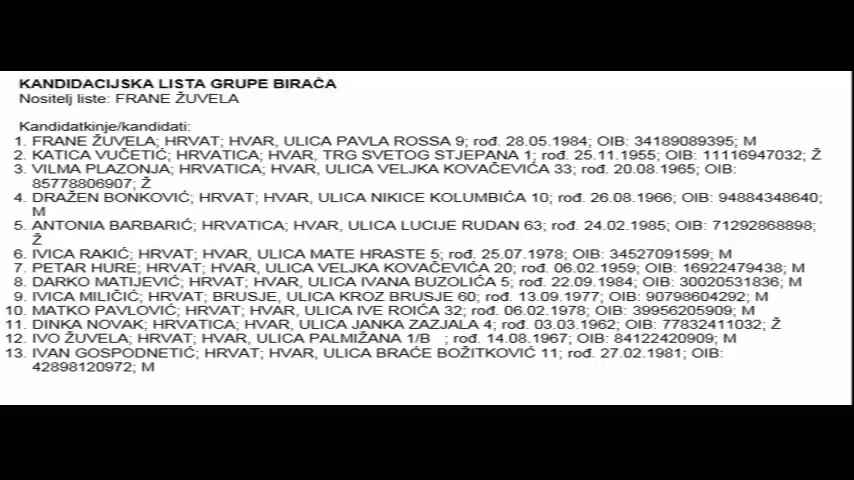 KANDIDACIJSKA LISTA GRUPE BIRAČA
Nositelj liste: FRANE ŽUVELA
Kandidatkinje/kandidati:
1. FRANE ŽUVELA; HRVAT; HVAR, ULICA PAVLA ROSSA 9; rođ. 28.05.1984; OIB: 34189089395; M
2. KATICA VUČETIĆ; HRVATICA; HVAR, TRG SVETOG STJEPANA 1; rođ. 25.11.1955; OIB: 11116947032; Ž
3. VILMA PLAZONJA; HRVATICA; HVAR, ULICA VELJKA KOVAČEVIĆA 33; rođ. 20.08.1965; OIB:
85778806907; Ž
4. DRAŽEN BONKOVIĆ; HRVAT; HVAR, ULICA NIKICE KOLUMBIĆA 10; rođ. 26.08.1966; OIB: 94884348640;
M
5. ANTONIA BARBARIĆ; HRVATICA; HVAR, ULICA LUCIJE RUDAN 63; rođ. 24.02.1985; OIB: 71292868898;
Ž
6. IVICA RAKIĆ; HRVAT; HVAR, ULICA MATE HRASTE 5; rođ. 25.07.1978; OIB: 34527091599; M
7. PETAR HURE; HRVAT; HVAR, ULICA VELJKA KOVAČEVIĆA 20; rođ. 06.02.1959; OIB: 16922479438; M
8. DARKO MATIJEVIĆ; HRVAT; HVAR, ULICA IVANA BUZOLIĆA 5; rođ. 22.09.1984; OIB: 30020531836; M
9. IVICA MILIČIĆ; HRVAT; BRUSJE, ULICA KROZ BRUSJE 60; rođ. 13.09.1977; OIB: 90798604292; M
10. MATKO PAVLOVIĆ; HRVAT; HVAR, ULICA IVE ROIĆA 32; rođ. 06.02.1978; OIB: 39956205909; M
11. DINKA NOVAK; HRVATICA; HVAR, ULICA JANKA ZAZJALA 4; rođ. 03.03.1962; OIB: 77832411032; Ž
12. IVO ŽUVELA; HRVAT; HVAR, ULICA PALMIŽANA 1/B ; rođ. 14.08.1967; OIB: 84122420909; M
13. IVAN GOSPODNETIĆ; HRVAT; HVAR, ULICA BRAĆE BOŽITKOVIĆ 11; rođ. 27.02.1981; OIB:
42898120972; M